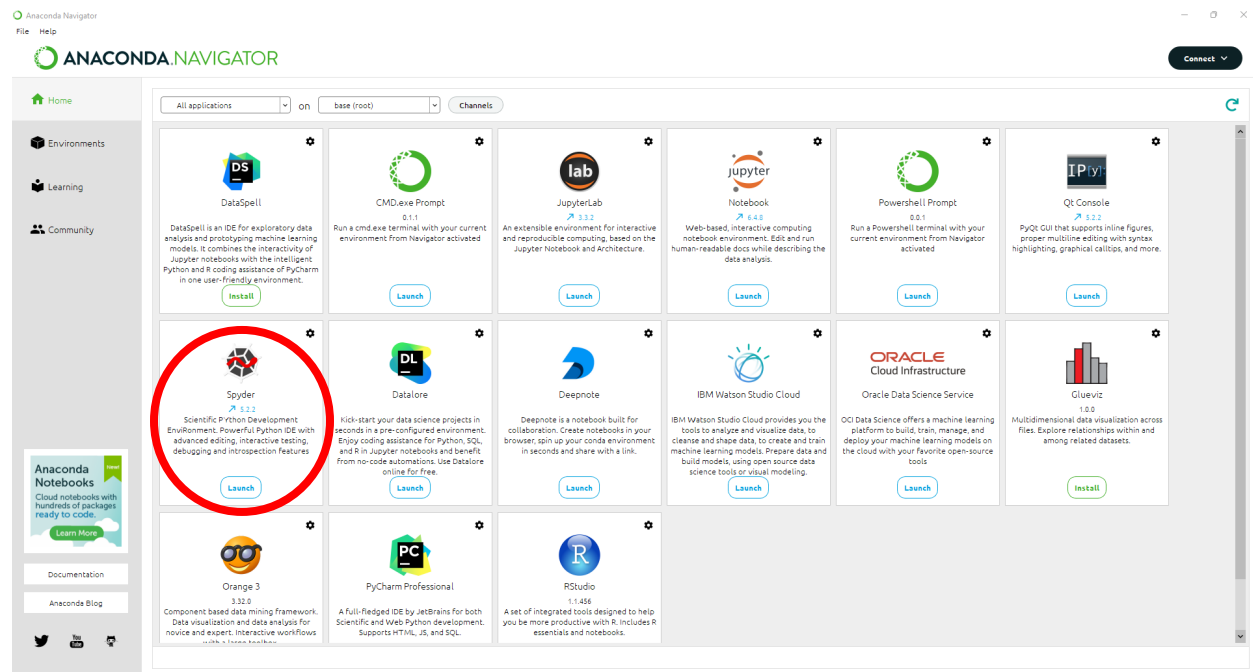 Anaconda Navigator
File Help
ANACONDA.NAVIGATOR
Connect
Home
Environments
Learning
Community
All applications on base (root) Channels
DS
DataSpell
DataSpell is an IDE for exploratory data
analysis and prototyping machine learning
models. It combines the interactivity of
Jupyter notebooks with the intelligent
Python and R coding assistance of PyCharm
in one user-friendly environment.
Install
CMD.exe Prompt
0.1.1
Run a cmd.exe terminal with your current
environment from Navigator activated
Launch
lab
JupyterLab
3.3.2
An extensible environment for interactive
and reproducible computing, based on the
Jupyter Notebook and Architecture.
Launch
jupyter
Notebook
6.4.8
Web-based, interactive computing
notebook environment. Edit and run
human-readable docs while describing the
data analysis.
Launch
Powershell Prompt
0.0.1
Run a Powershell terminal with your
current environment from Navigator
activated
Launch
IP[y]:
Qt Console
5.2.2
PyQt GUI that supports inline figures,
proper multiline editing with syntax
highlighting, graphical calltips, and more.
Launch
Spyder
5.2.2
Scientific PYthon Development
EnviRonment. Powerful Python IDE with
advanced editing, interactive testing,
debugging and introspection features
Launch
DL
Datalore
Kick-start your data science projects in
seconds in a pre-configured environment.
Enjoy coding assistance for Python, SQL,
and R in Jupyter notebooks and benefit
from no-code automations. Use Datalore
online for free.
Launch
Deepnote
Deepnote is a notebook built for
collaboration. Create notebooks in your
browser, spin up your conda environment
in seconds and share with a link.
Launch
IBM Watson Studio Cloud
IBM Watson Studio Cloud provides you the
tools to analyze and visualize data, to
cleanse and shape data, to create and train
machine learning models. Prepare data and
build models, using open source data
science tools or visual modeling.
Launch
ORACLE
Cloud Infrastructure
Oracle Data Science Service
OCI Data Science offers a machine learning
platform to build, train, manage, and
deploy your machine learning models on
the cloud with your favorite open-source
tools
Launch
Glueviz
1.0.0
Multidimensional data visualization across
files. Explore relationships within and
among related datasets.
Install
Orange 3
3.32.0
Component based data mining framework.
Data visualization and data analysis for
novice and expert. Interactive workflows
with a large toolbox.
PC
PyCharm Professional
A full-fledged IDE by JetBrains for both
Scientific and Web Python development.
Supports HTML, JS, and SQL.
R
RStudio
1.1.456
A set of integrated tools designed to help
you be more productive with R. Includes R
essentials and notebooks.
New!
Anaconda
Notebooks
Cloud notebooks with
hundreds of packages
ready to code.
Learn More
Documentation
Anaconda Blog
You
Tube